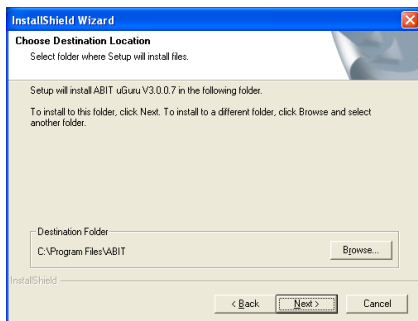 InstallShield Wizard
Choose Destination Location
Select folder where Setup will install files.
Setup will install ABIT uGuru V3.0.0.7 in the following folder.
To install to this folder, click Next. To install to a different folder, click Browse and select
another folder.
Destination Folder
C:\Program Files\ABIT
Browse...
InstallShield
< Back
Next >
Cancel